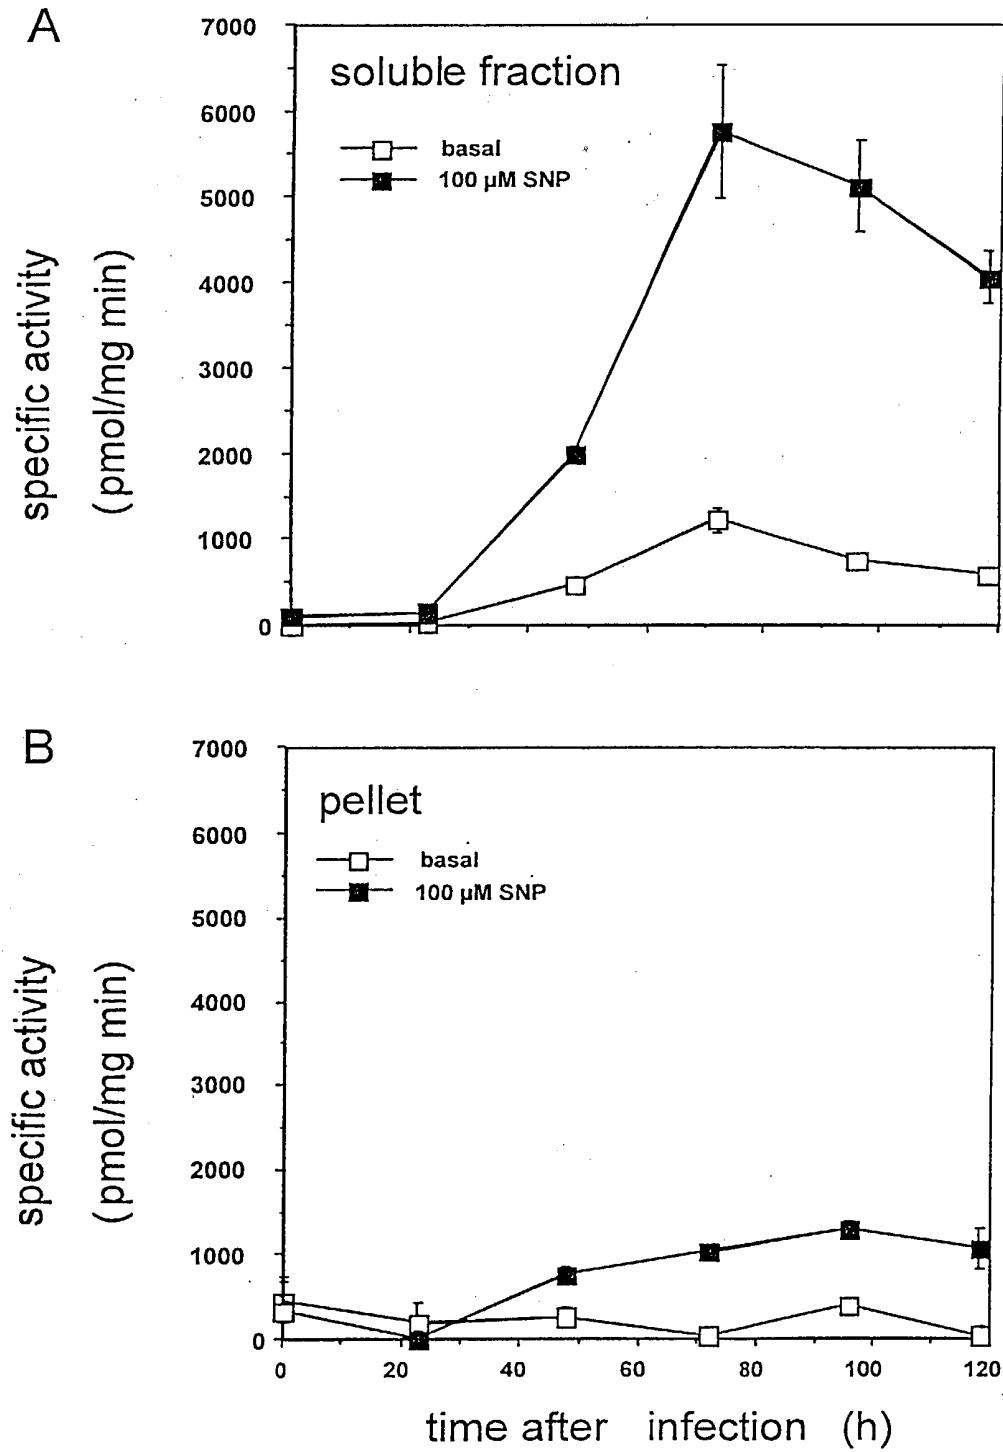 A
7000
soluble fraction
6000
basal
100 µM SNP
5000
4000
3000
2000
1000
0
specific activity
(pmol/mg min)
B
7000
pellet
6000
basal
100 µM SNP
5000
4000
3000
2000
1000
0
specific activity
(pmol/mg min)
0 20 40 60 80 100 120
time after infection (h)